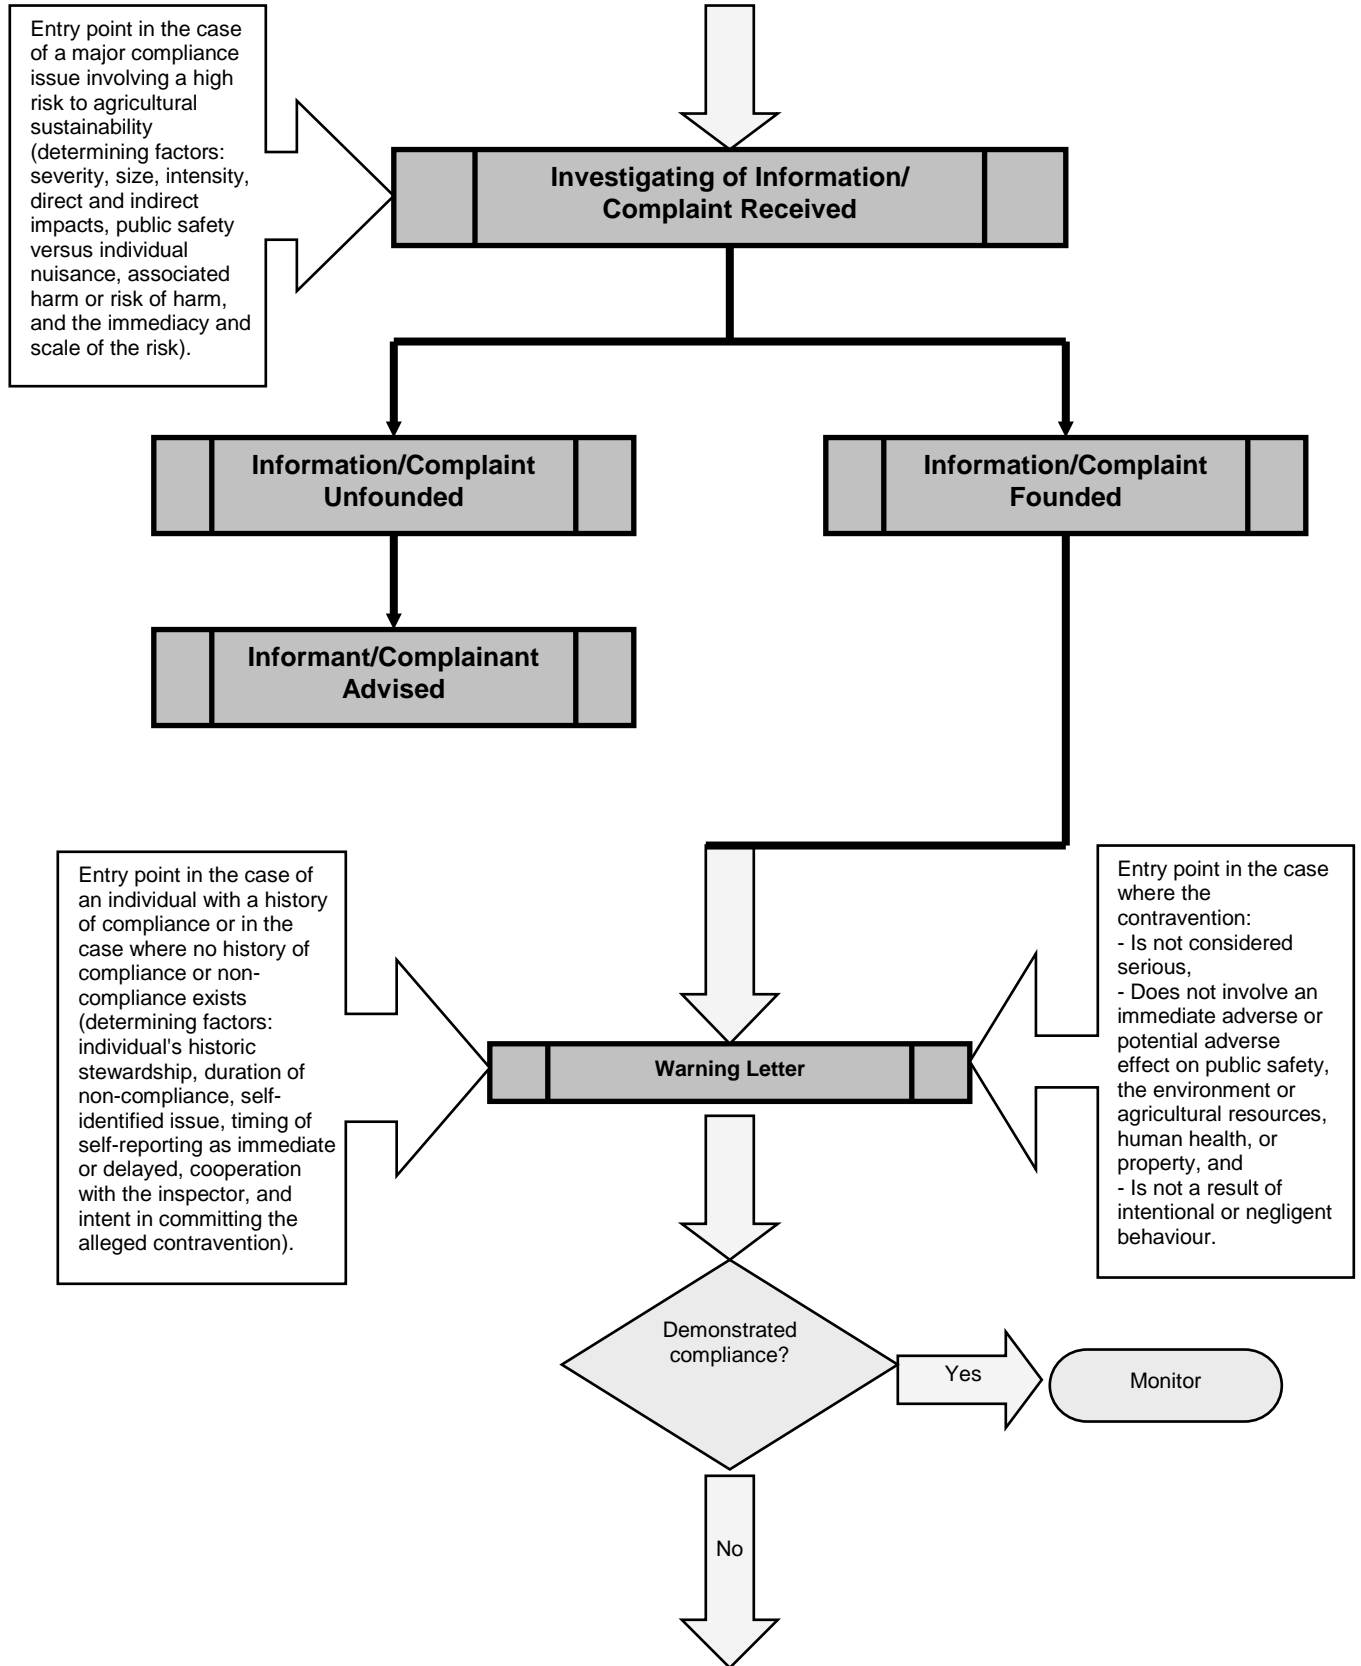 Entry point in the case
of a major compliance
issue involving a high
risk to agricultural
sustainability
(determining factors:
severity, size, intensity,
direct and indirect
impacts, public safety
versus individual
nuisance, associated
harm or risk of harm,
and the immediacy and
scale of the risk).
Investigating of Information/
Complaint Received
Information/Complaint
Unfounded
Information/Complaint
Founded
Informant/Complainant
Advised
Entry point in the case of
an individual with a history
of compliance or in the
case where no history of
compliance or non-
compliance exists
(determining factors:
individual's historic
stewardship, duration of
non-compliance, self-
identified issue, timing of
self-reporting as immediate
or delayed, cooperation
with the inspector, and
intent in committing the
alleged contravention).
Entry point in the case
where the
contravention:
- Is not considered
serious,
- Does not involve an
immediate adverse or
potential adverse
effect on public safety,
the environment or
agricultural resources,
human health, or
property, and
- Is not a result of
intentional or negligent
behaviour.
Warning Letter
Demonstrated
compliance?
Yes
Monitor
No